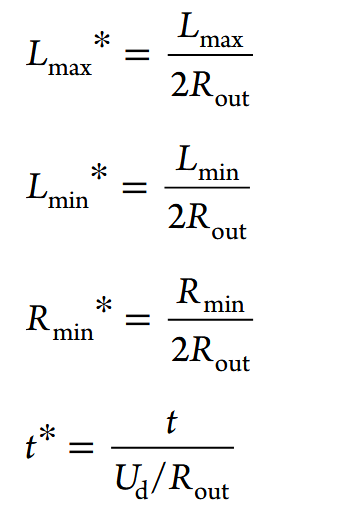 L_max* = L_max / 2R_out
L_min* = L_min / 2R_out
R_min* = R_min / 2R_out
t* = t / U_d/R_out